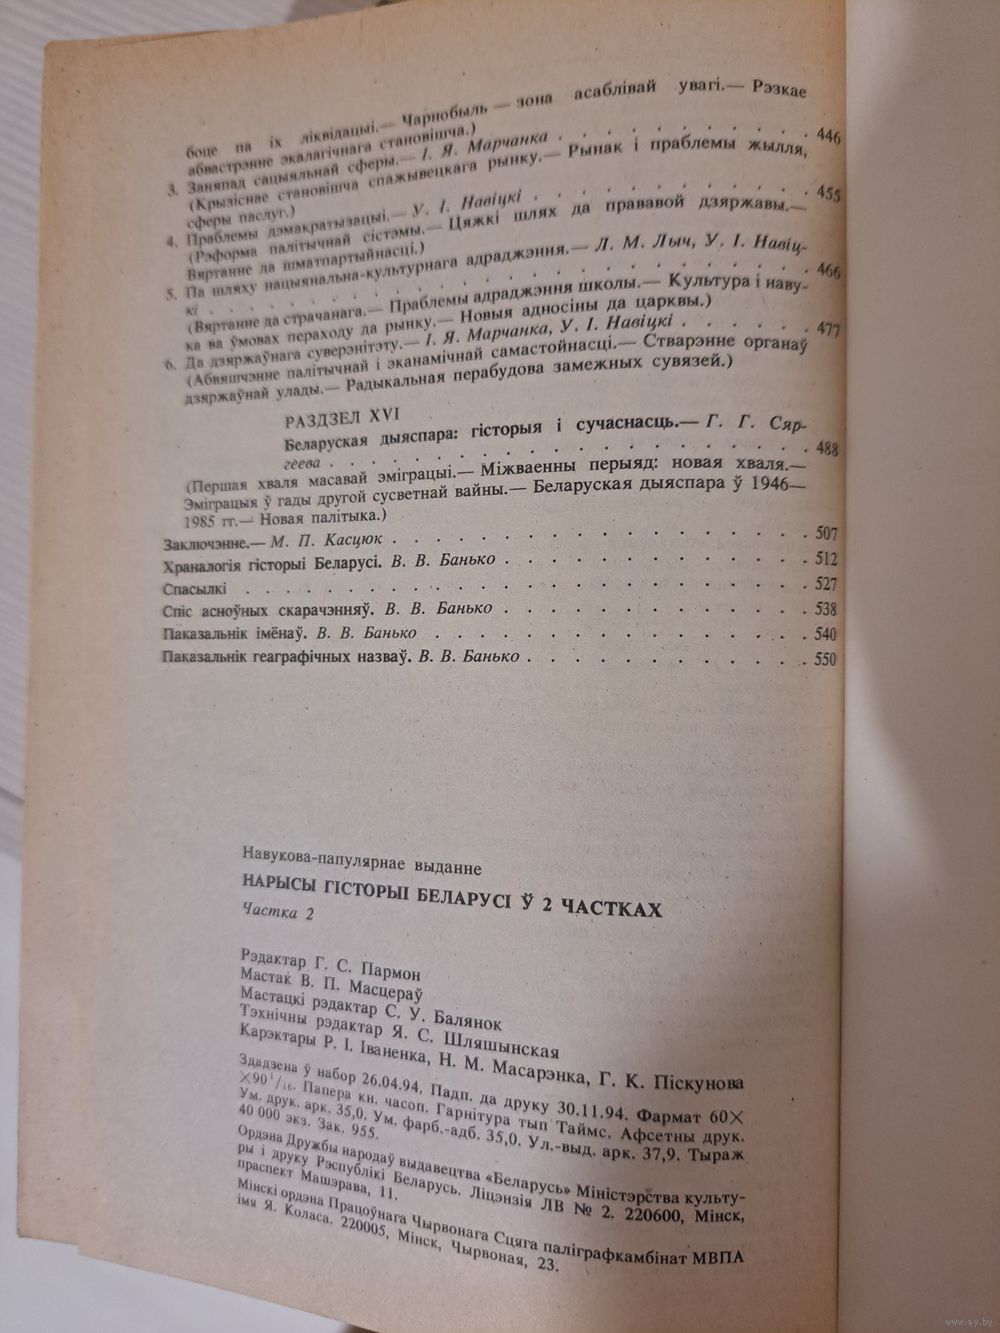 боце па іх ліквідацыі.— Чарнобыль — зона асаблівай увагі.— Рэзкае
абвастрэнне экалагічнага становішча.)
3. Заняпад сацыяльнай сферы.— І. Я. Марчанка . . . . . . . . . 446
(Крызіснае становішча спажывецкага рынку.— Рынак і праблемы жылля,
сферы паслуг.)
4. Праблемы дэмакратызацыі.— У. І. Навіцкі . . . . . . . . . . 455
(Рэформа палітычнай сістэмы.— Цяжкі шлях да прававой дзяржавы.—
Вяртанне да шматпартыйнасці.)
5. Па шляху нацыянальна-культурнага адраджэння.— Л. М. Лыч, У. І. Навіц-
кі . . . . . . . . . . . . . . . . . . . 466
(Вяртанне да страчанага.— Праблемы адраджэння школы.— Культура і наву-
ка ва ўмовах пераходу да рынку.— Новыя адносіны да царквы.)
6. Да дзяржаўнага суверэнітэту.— І. Я. Марчанка, У. І. Навіцкі . . . . . 477
(Абвяшчэнне палітычнай і эканамічнай самастойнасці.— Стварэнне органаў
дзяржаўнай улады.— Радыкальная перабудова замежных сувязей.)
РАЗДЗЕЛ XVI
Беларуская дыяспара: гісторыя і сучаснасць.— Г. Г. Сяр-
геева . . . . . . . . . . . . . . . . . 488
(Першая хваля масавай эміграцыі.— Міжваенны перыяд: новая хваля.—
Эміграцыя ў гады другой сусветнай вайны.— Беларуская дыяспара ў 1946—
1985 гг.— Новая палітыка.)
Заключэнне.— М. П. Касцюк . . . . . . . . . . . . . . . 507
Храналогія гісторыі Беларусі. В. В. Банько . . . . . . . . . . . 512
Спасылкі . . . . . . . . . . . . . . . . . . . . 527
Спіс асноўных скарачэнняў. В. В. Банько . . . . . . . . . . . 538
Паказальнік імёнаў. В. В. Банько . . . . . . . . . . . . . . 540
Паказальнік геаграфічных назваў. В. В. Банько . . . . . . . . . . 550
Навукова-папулярнае выданне
НАРЫСЫ ГІСТОРЫІ БЕЛАРУСІ Ў 2 ЧАСТКАХ
Частка 2
Рэдактар Г. С. Пармон
Мастак В. П. Масцераў
Мастацкі рэдактар С. У. Балянок
Тэхнічны рэдактар Я. С. Шляшынская
Карэктары Р. І. Іваненка, Н. М. Масарэнка, Г. К. Піскунова
Здадзена ў набор 26.04.94. Падп. да друку 30.11.94. Фармат 60×
×90¹/₁₆. Папера кн. часоп. Гарнітура тып Таймс. Афсетны друк.
Ум. друк. арк. 35,0. Ум. фарб.-адб. 35,0. Ул.-выд. арк. 37,9. Тыраж
40 000 экз. Зак. 955.
Ордэна Дружбы народаў выдавецтва «Беларусь» Міністэрства культу-
ры і друку Рэспублікі Беларусь. Ліцэнзія ЛВ № 2. 220600, Мінск,
праспект Машэрава, 11.
Мінскі ордэна Працоўнага Чырвонага Сцяга паліграфкамбінат МВПА
імя Я. Коласа. 220005, Мінск, Чырвоная, 23.
www.ay.by